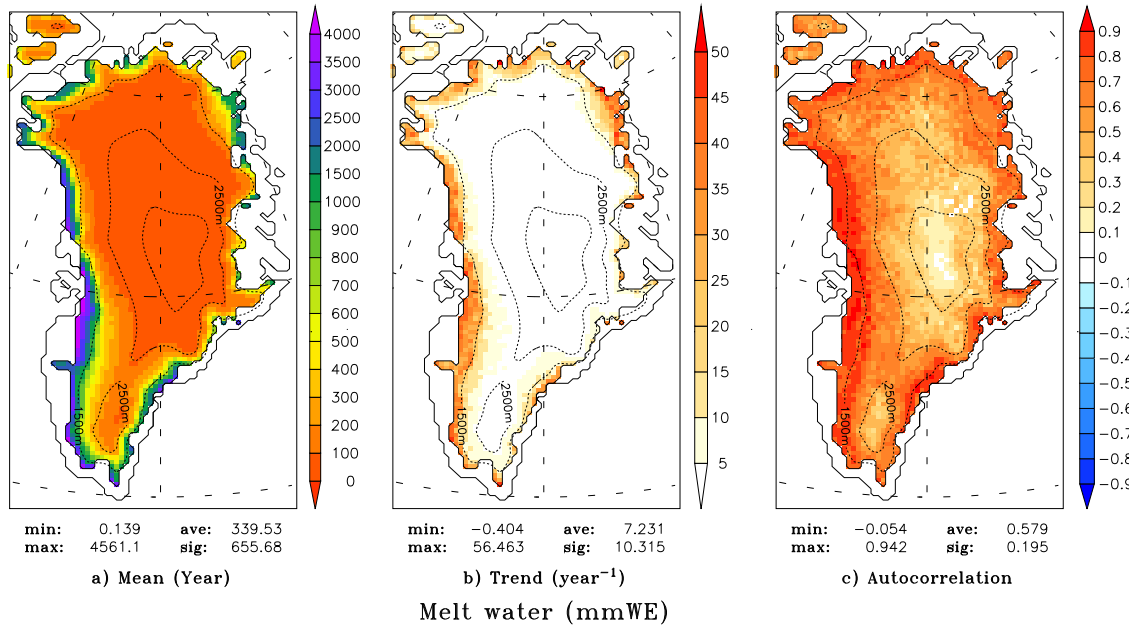 4000
3500
3000
2500
2000
1500
1000
900
800
700
600
500
400
300
200
100
0
50
45
40
35
30
25
20
15
10
5
0.9
0.8
0.7
0.6
0.5
0.4
0.3
0.2
0.1
0
−0.1
−0.2
−0.3
−0.4
−0.5
−0.6
−0.7
−0.8
−0.9
2500m
2500m
1500m
2500m
2500m
1500m
2500m
2500m
1500m
min: 0.139 ave: 339.53
max: 4561.1 sig: 655.68
min: −0.404 ave: 7.231
max: 56.463 sig: 10.315
min: −0.054 ave: 0.579
max: 0.942 sig: 0.195
a) Mean (Year)
b) Trend (year⁻¹)
c) Autocorrelation
Melt water (mmWE)